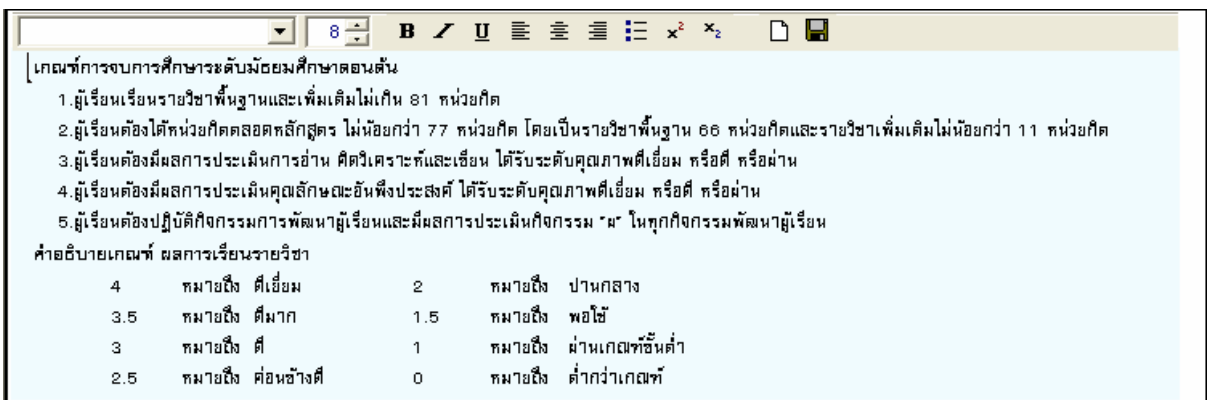 8 B I U x² x₂
เกณฑ์การจบการศึกษาระดับมัธยมศึกษาตอนต้น
1.ผู้เรียนเรียนรายวิชาพื้นฐานและเพิ่มเติมไม่เกิน 81 หน่วยกิต
2.ผู้เรียนต้องได้หน่วยกิตตลอดหลักสูตร ไม่น้อยกว่า 77 หน่วยกิต โดยเป็นรายวิชาพื้นฐาน 66 หน่วยกิตและรายวิชาเพิ่มเติมไม่น้อยกว่า 11 หน่วยกิต
3.ผู้เรียนต้องมีผลการประเมินการอ่าน คิดวิเคราะห์และเขียน ได้รับระดับคุณภาพดีเยี่ยม หรือดี หรือผ่าน
4.ผู้เรียนต้องมีผลการประเมินคุณลักษณะอันพึงประสงค์ ได้รับระดับคุณภาพดีเยี่ยม หรือดี หรือผ่าน
5.ผู้เรียนต้องปฏิบัติกิจกรรมการพัฒนาผู้เรียนและมีผลการประเมินกิจกรรม "ผ" ในทุกกิจกรรมพัฒนาผู้เรียน
คำอธิบายเกณฑ์ ผลการเรียนรายวิชา
4 หมายถึง ดีเยี่ยม 2 หมายถึง ปานกลาง
3.5 หมายถึง ดีมาก 1.5 หมายถึง พอใช้
3 หมายถึง ดี 1 หมายถึง ผ่านเกณฑ์ขั้นต่ำ
2.5 หมายถึง ค่อนข้างดี 0 หมายถึง ต่ำกว่าเกณฑ์